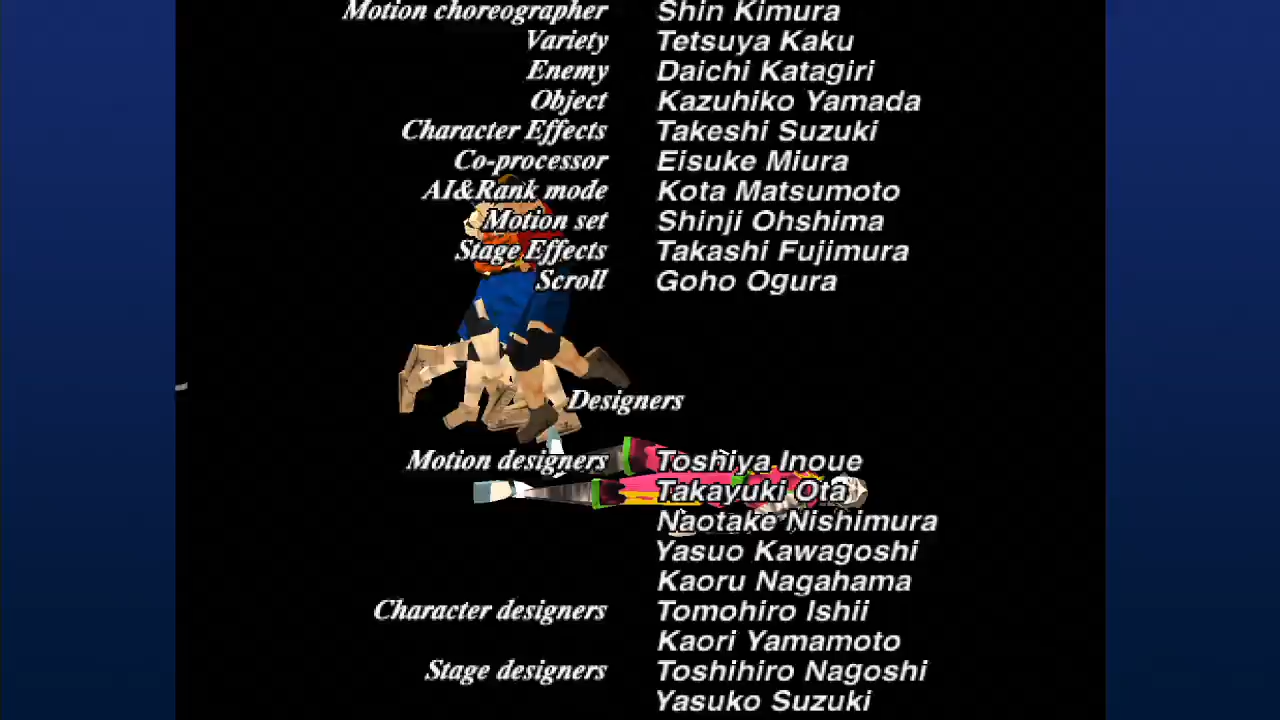 Motion choreographer Shin Kimura
Variety Tetsuya Kaku
Enemy Daichi Katagiri
Object Kazuhiko Yamada
Character Effects Takeshi Suzuki
Co-processor Eisuke Miura
AI&Rank mode Kota Matsumoto
Motion set Shinji Ohshima
Stage Effects Takashi Fujimura
Scroll Goho Ogura
Designers
Motion designers Toshiya Inoue
Takayuki Ota
Naotake Nishimura
Yasuo Kawagoshi
Kaoru Nagahama
Character designers Tomohiro Ishii
Kaori Yamamoto
Stage designers Toshihiro Nagoshi
Yasuko Suzuki